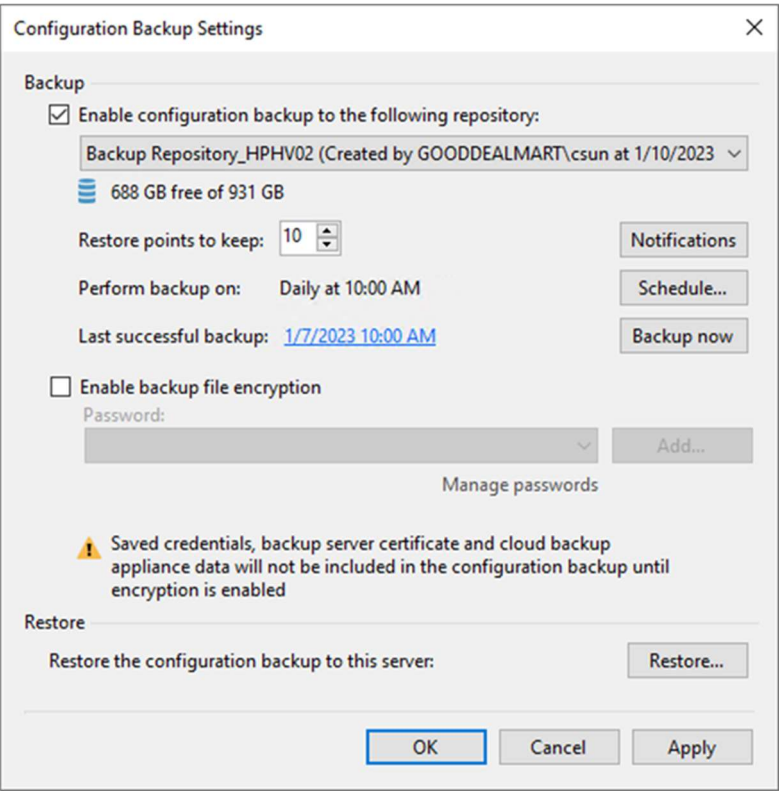 Configuration Backup Settings
Backup
Enable configuration backup to the following repository:
Backup Repository_HPHV02 (Created by GOODDEALMART\csun at 1/10/2023
688 GB free of 931 GB
Restore points to keep: 10 Notifications
Perform backup on: Daily at 10:00 AM Schedule...
Last successful backup: 1/7/2023 10:00 AM Backup now
Enable backup file encryption
Password:
Add...
Manage passwords
Saved credentials, backup server certificate and cloud backup
appliance data will not be included in the configuration backup until
encryption is enabled
Restore
Restore the configuration backup to this server: Restore...
OK Cancel Apply